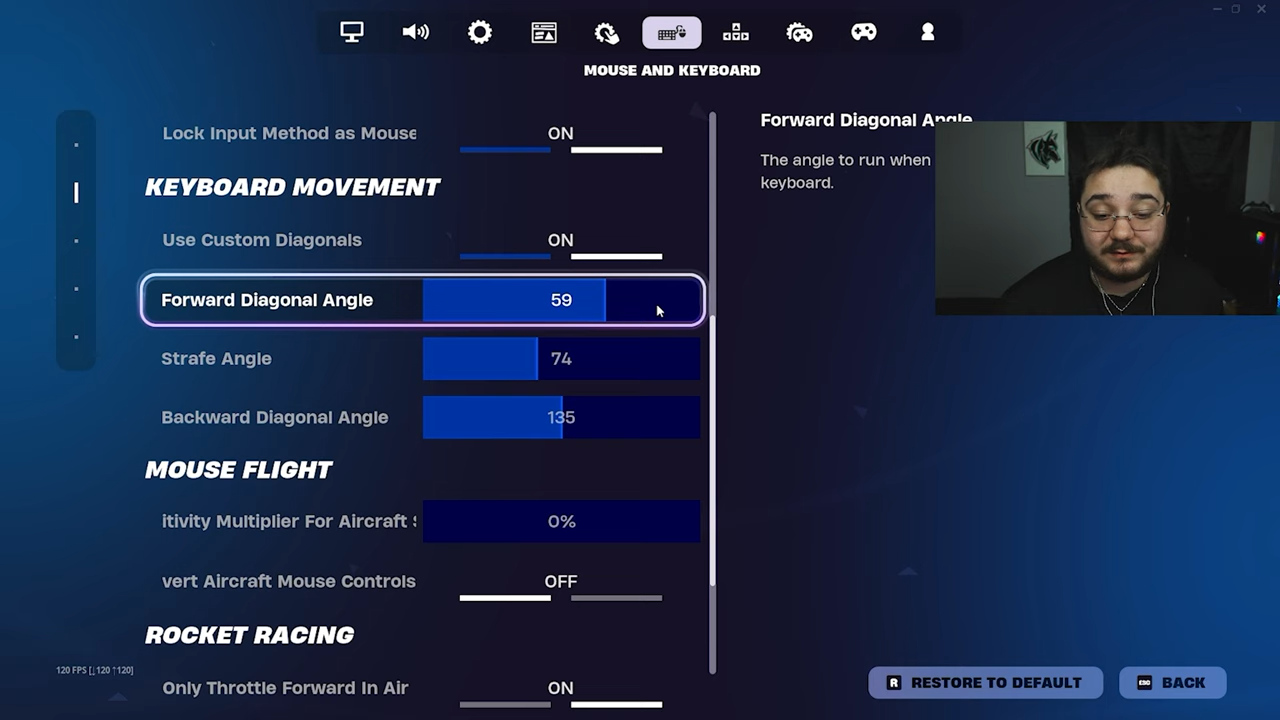 MOUSE AND KEYBOARD
Lock Input Method as Mouse
ON
KEYBOARD MOVEMENT
Use Custom Diagonals
ON
Forward Diagonal Angle
59
Strafe Angle
74
Backward Diagonal Angle
135
MOUSE FLIGHT
itivity Multiplier For Aircraft
0%
vert Aircraft Mouse Controls
OFF
ROCKET RACING
Only Throttle Forward In Air
ON
Forward Diagonal Angle
The angle to run when
keyboard.
120 FPS [↓120 ↑120]
R RESTORE TO DEFAULT
ESC BACK